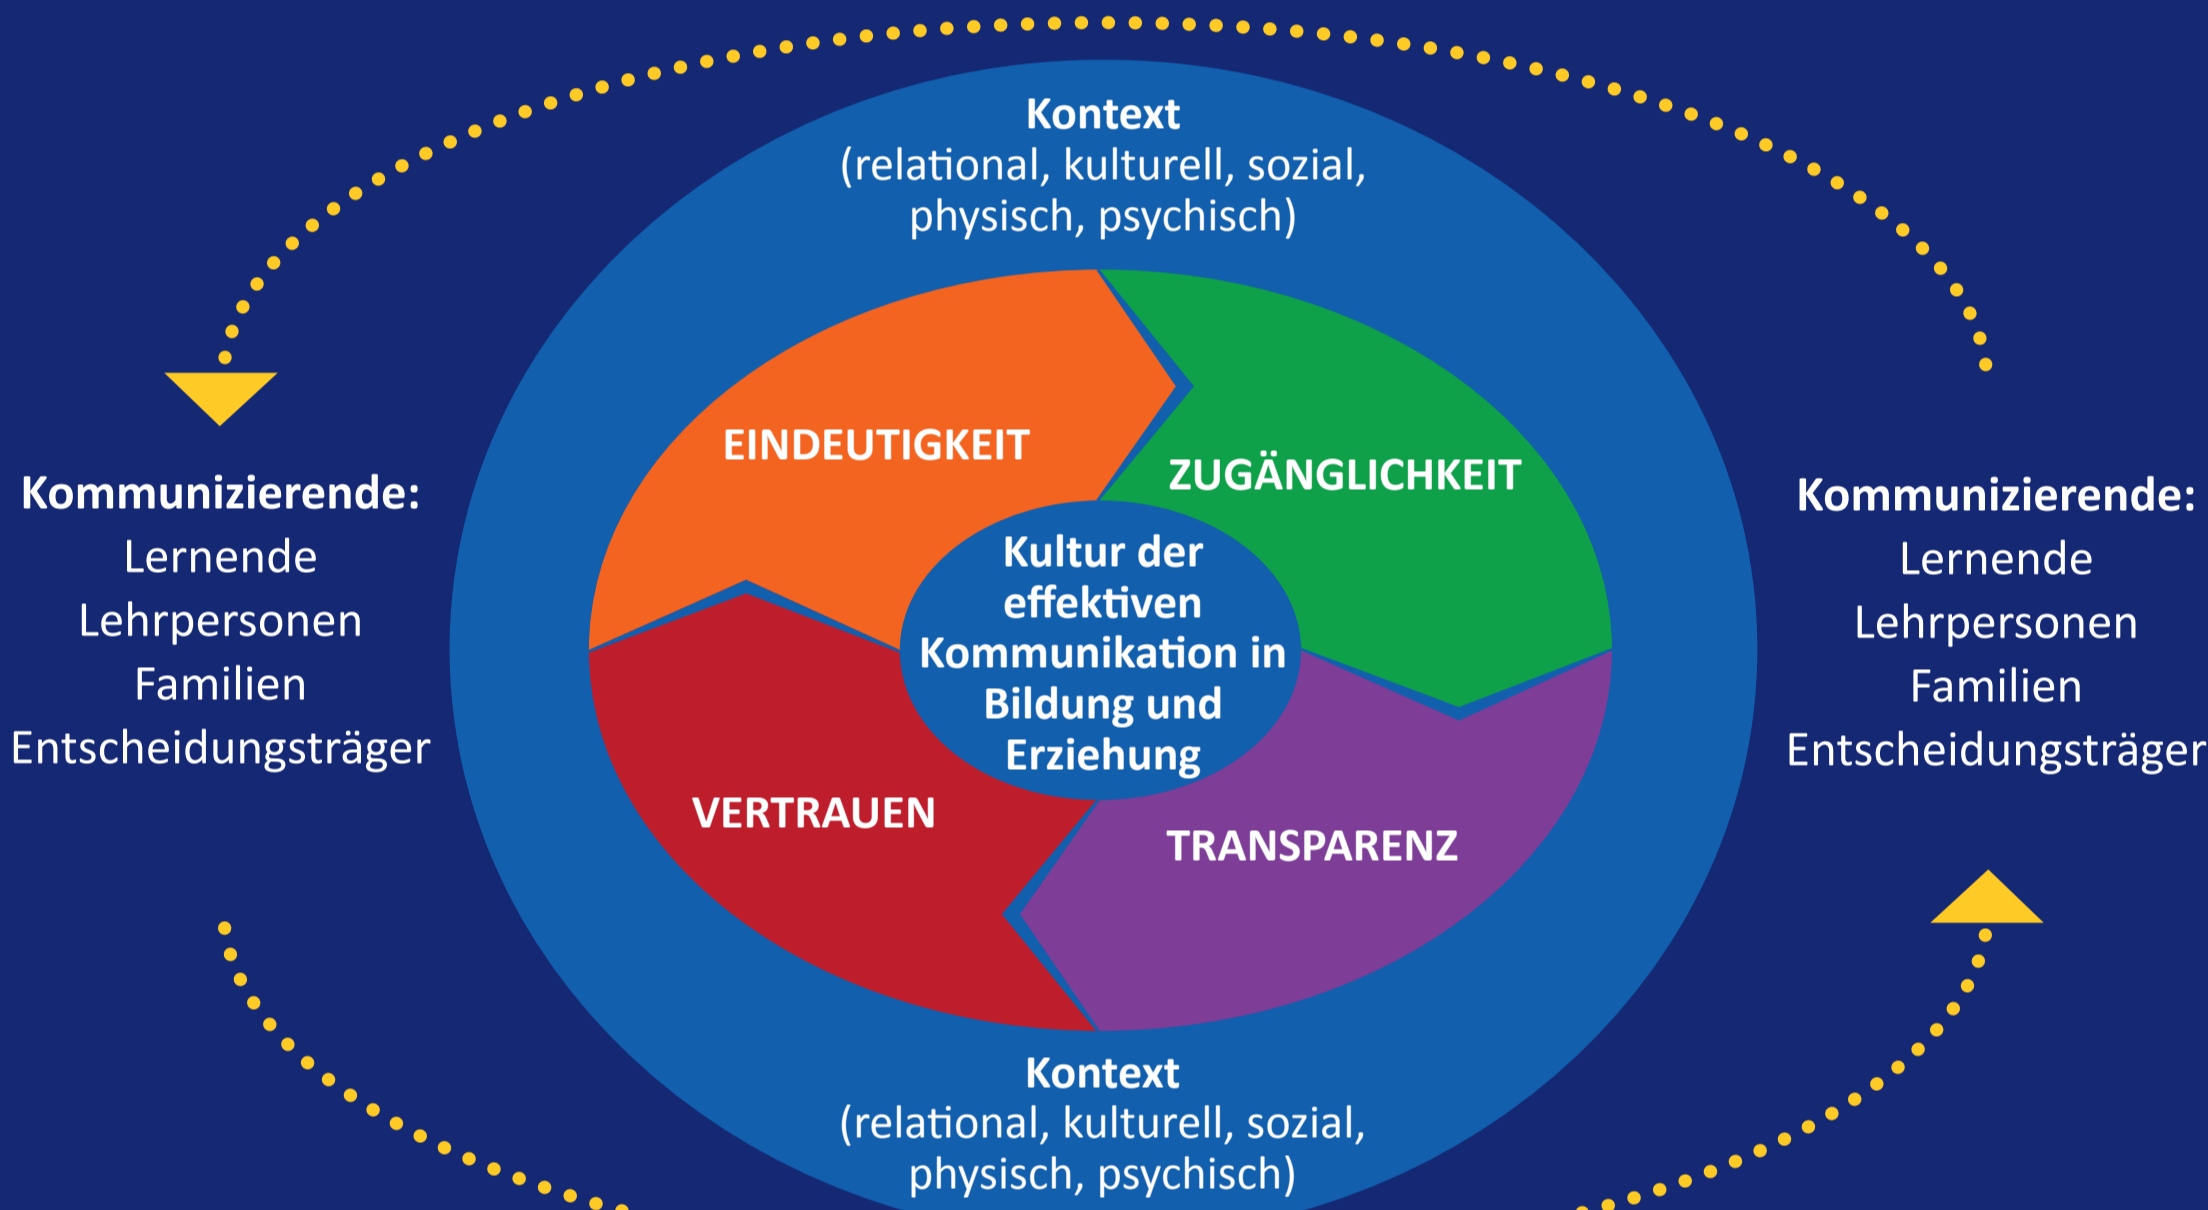 Kontext
(relational, kulturell, sozial,
physisch, psychisch)
EINDEUTIGKEIT
ZUGÄNGLICHKEIT
Kommunizierende:
Lernende
Lehrpersonen
Familien
Entscheidungsträger
Kultur der
effektiven
Kommunikation in
Bildung und
Erziehung
Kommunizierende:
Lernende
Lehrpersonen
Familien
Entscheidungsträger
VERTRAUEN
TRANSPARENZ
Kontext
(relational, kulturell, sozial,
physisch, psychisch)